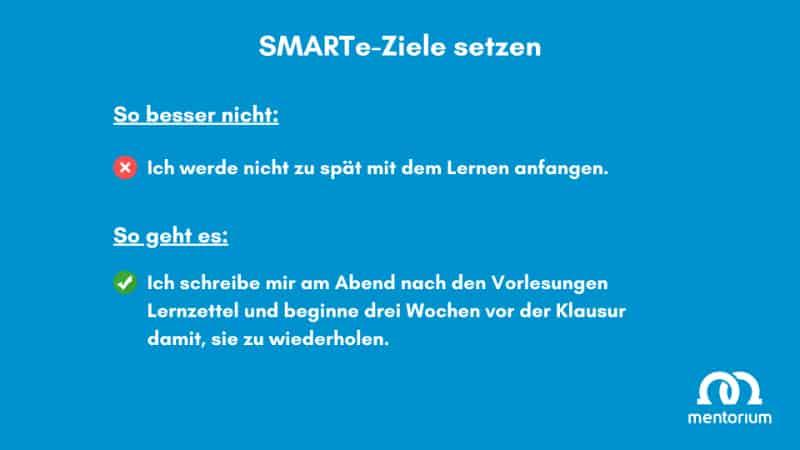 SMARTe-Ziele setzen
So besser nicht:
Ich werde nicht zu spät mit dem Lernen anfangen.
So geht es:
Ich schreibe mir am Abend nach den Vorlesungen
Lernzettel und beginne drei Wochen vor der Klausur
damit, sie zu wiederholen.
mentorium